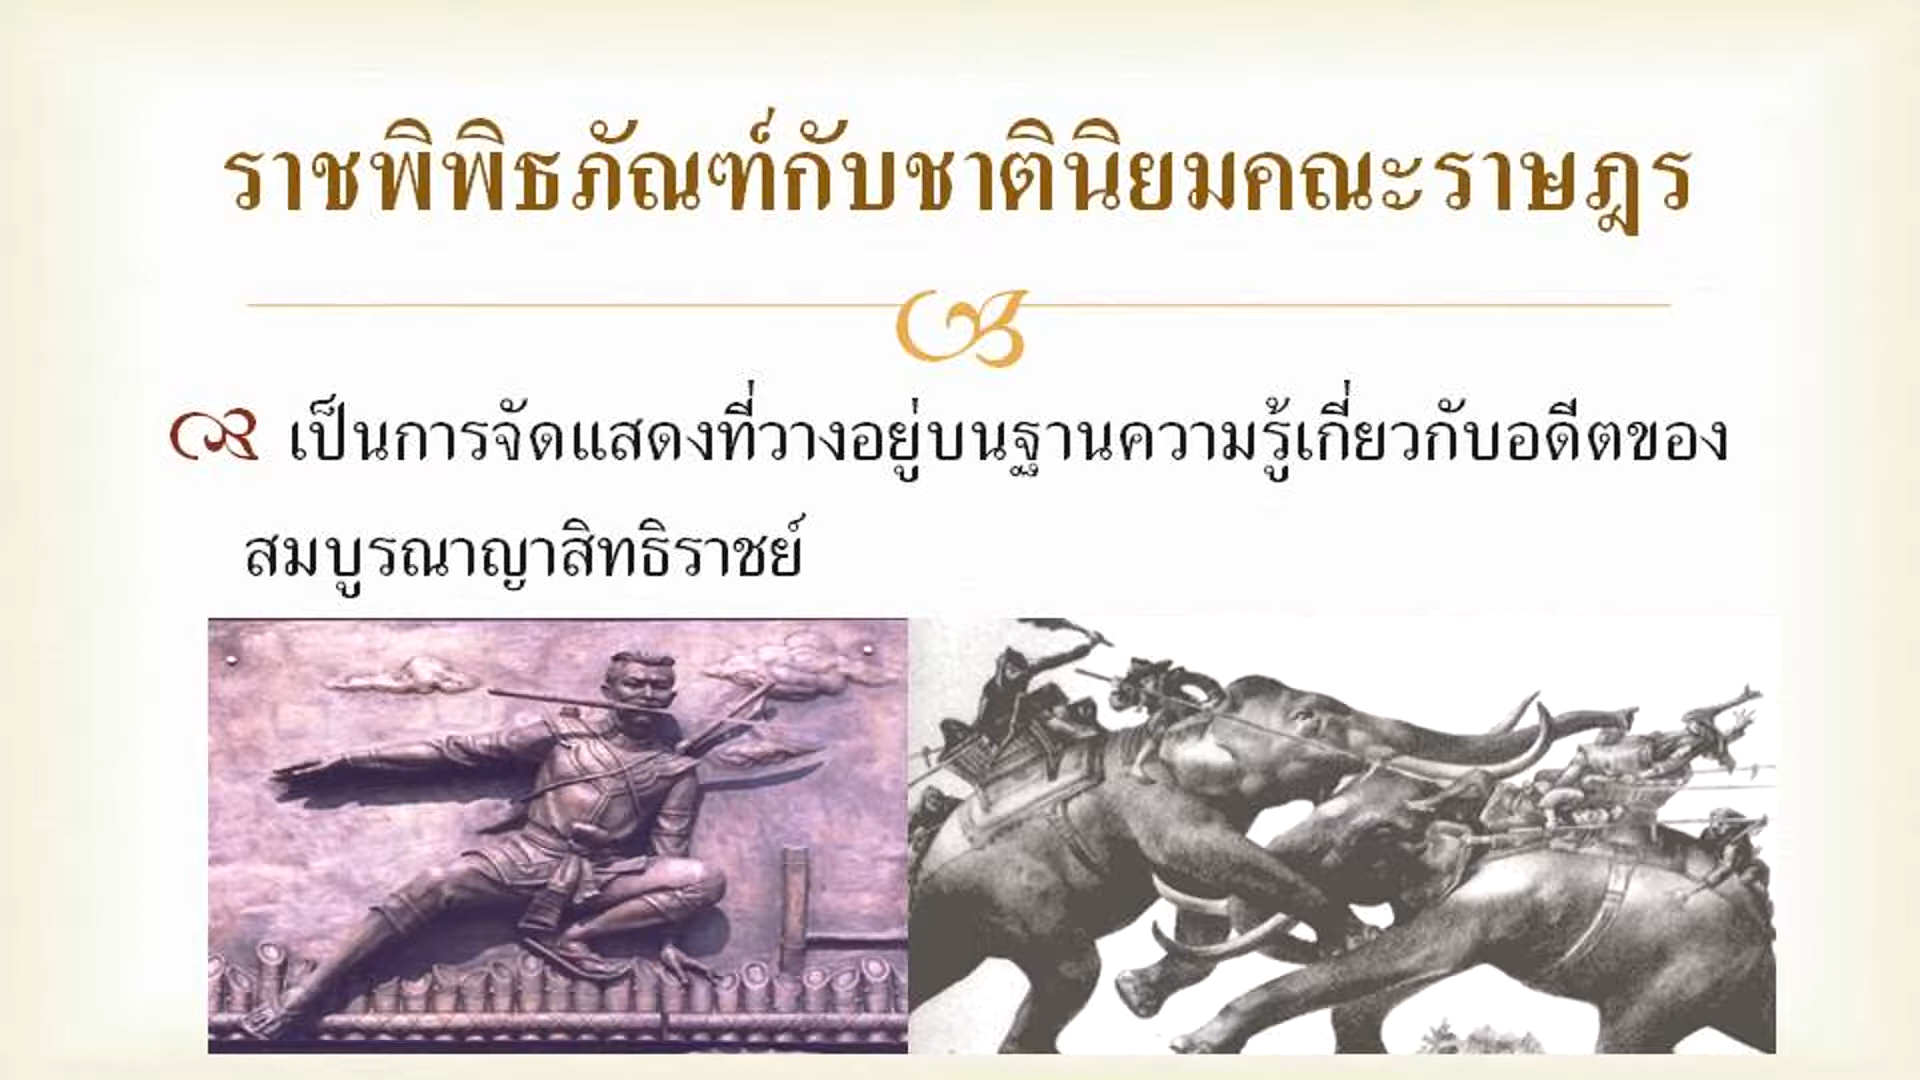 ราชพิพิธภัณฑ์กับชาตินิยมคณะราษฎร
เป็นการจัดแสดงที่วางอยู่บนฐานความรู้เกี่ยวกับอดีตของ
สมบูรณาญาสิทธิราชย์